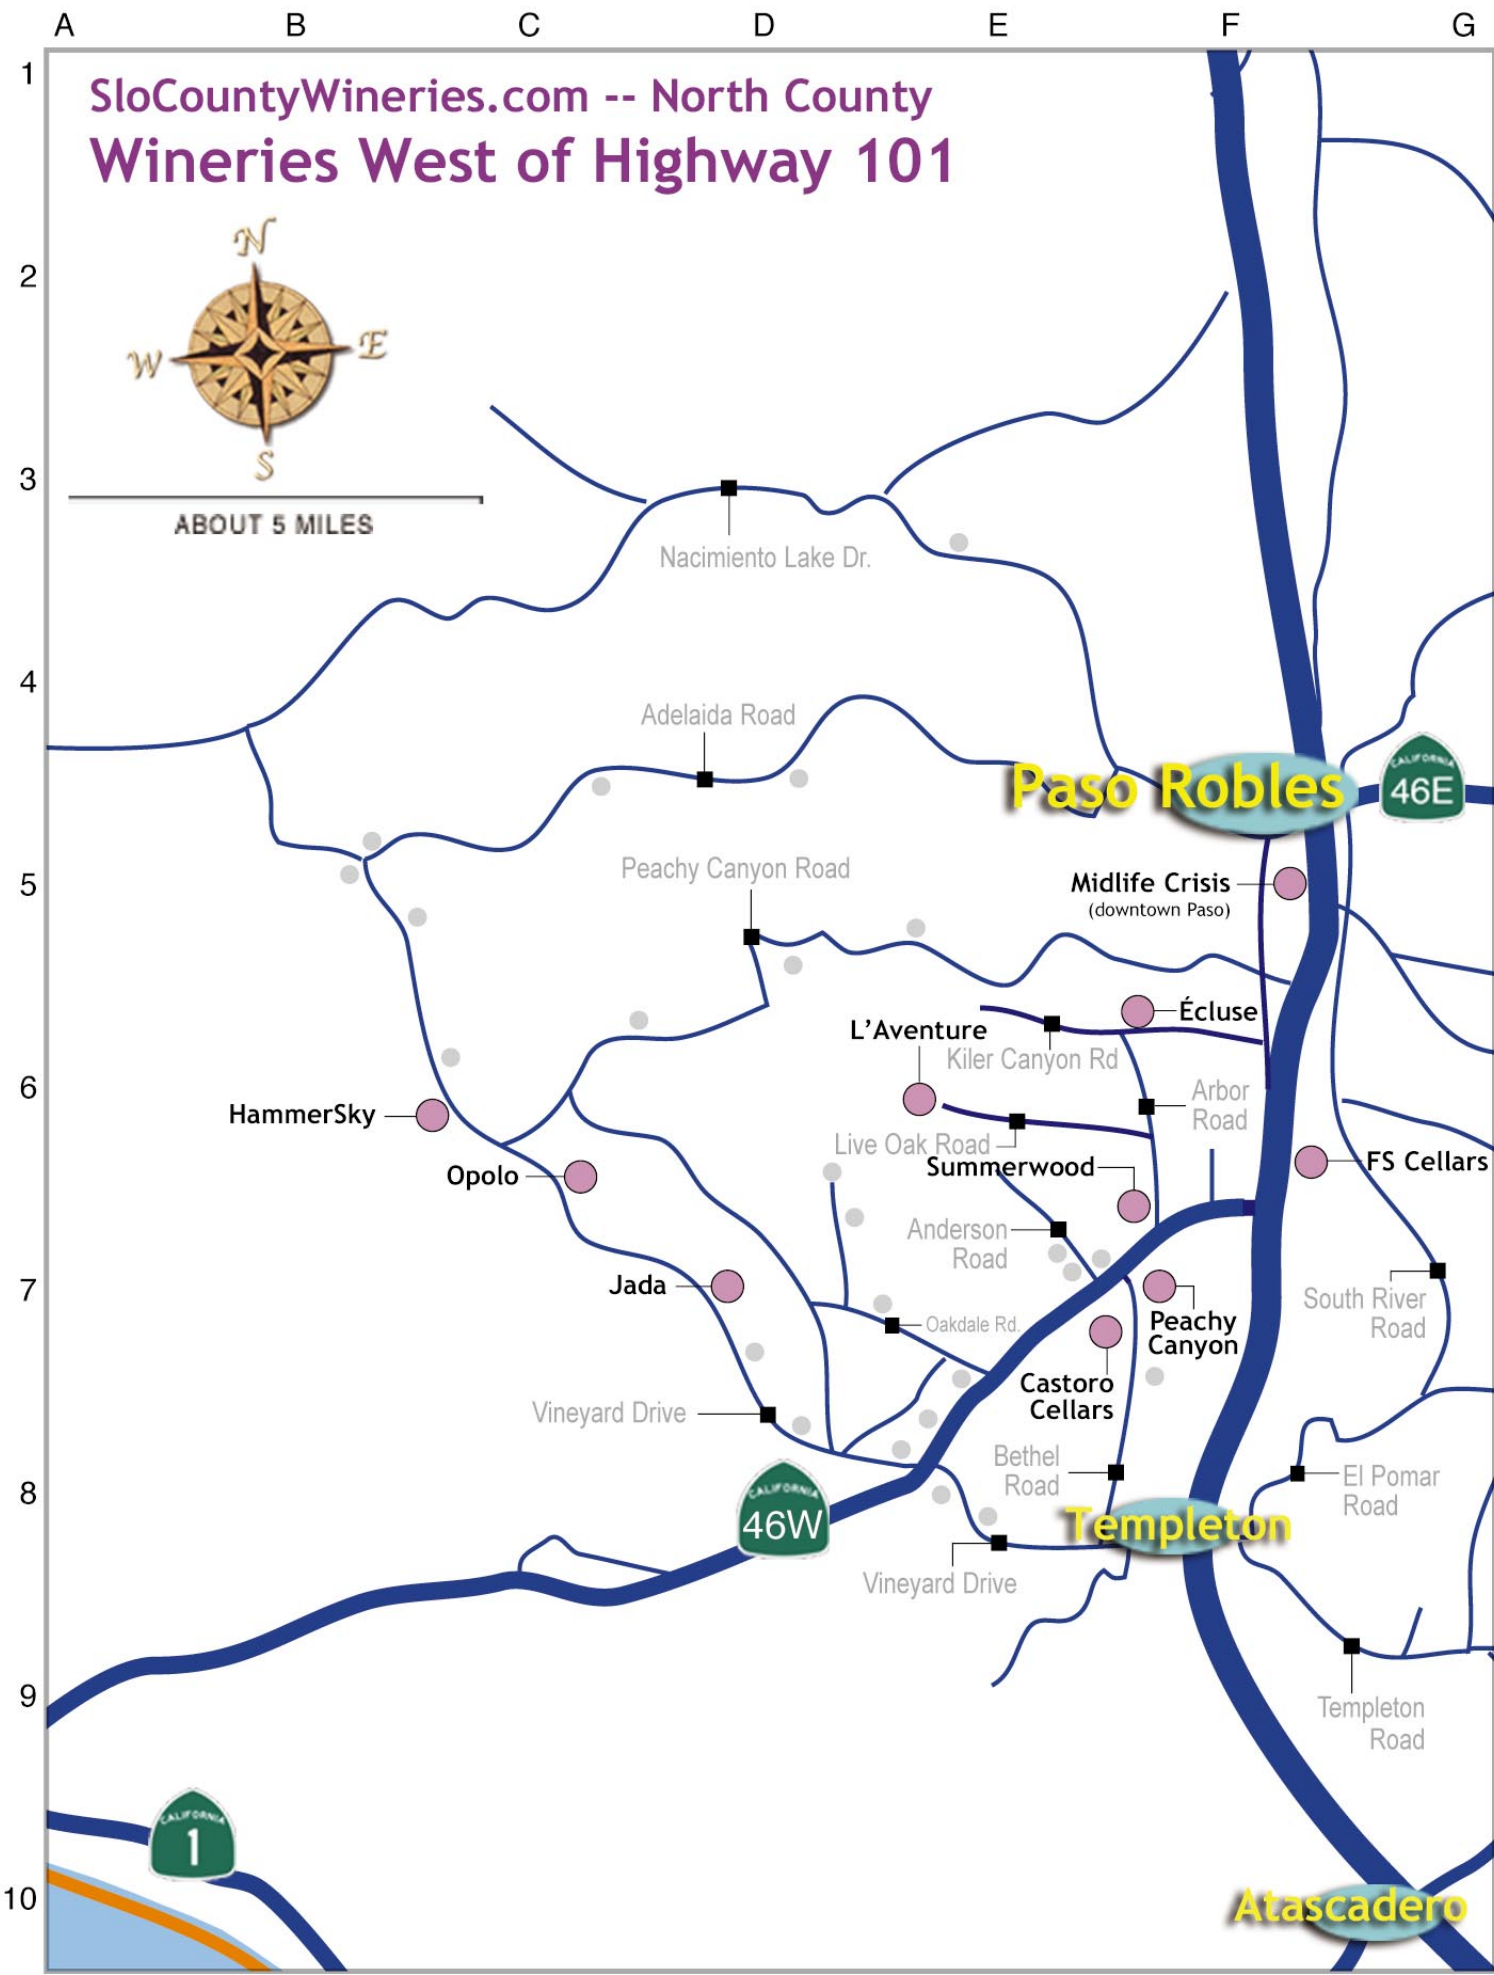 A B C D E F G
1
SloCountyWineries.com -- North County
Wineries West of Highway 101
N
2
W E
S
3
ABOUT 5 MILES
Nacimiento Lake Dr.
4
Adelaida Road
CALIFORNIA
Paso Robles
46E
Peachy Canyon Road
5
Midlife Crisis
(downtown Paso)
Écluse
L’Aventure
Kiler Canyon Rd
6
Arbor
Road
HammerSky
Live Oak Road
Summerwood
FS Cellars
Opolo
Anderson
Road
7
Jada
South River
Road
Oakdale Rd.
Peachy
Canyon
Castoro
Cellars
Vineyard Drive
Bethel
Road
El Pomar
Road
8
CALIFORNIA
46W
Templeton
Vineyard Drive
9
Templeton
Road
CALIFORNIA
1
10
Atascadero